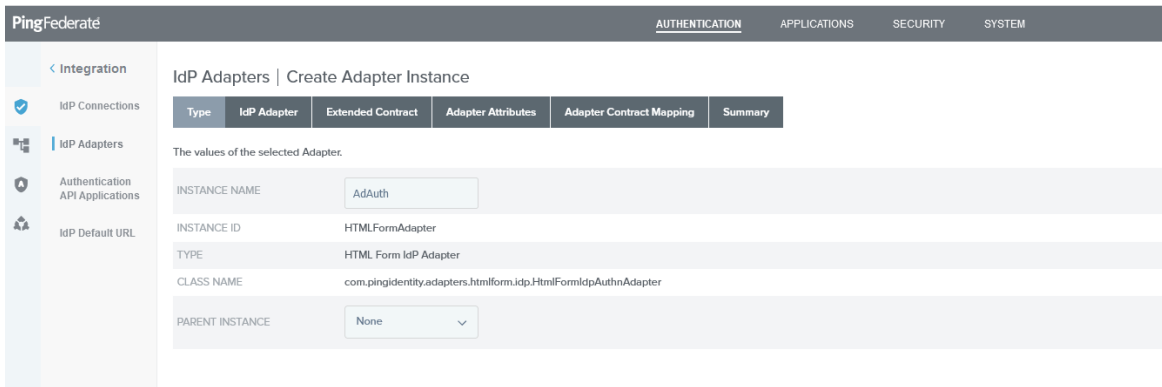 PingFederate
AUTHENTICATION APPLICATIONS SECURITY SYSTEM
< Integration
IdP Connections
IdP Adapters
Authentication
API Applications
IdP Default URL
IdP Adapters | Create Adapter Instance
Type IdP Adapter Extended Contract Adapter Attributes Adapter Contract Mapping Summary
The values of the selected Adapter.
INSTANCE NAME AdAuth
INSTANCE ID HTMLFormAdapter
TYPE HTML Form IdP Adapter
CLASS NAME com.pingidentity.adapters.htmlform.idp.HtmlFormIdpAuthnAdapter
PARENT INSTANCE None